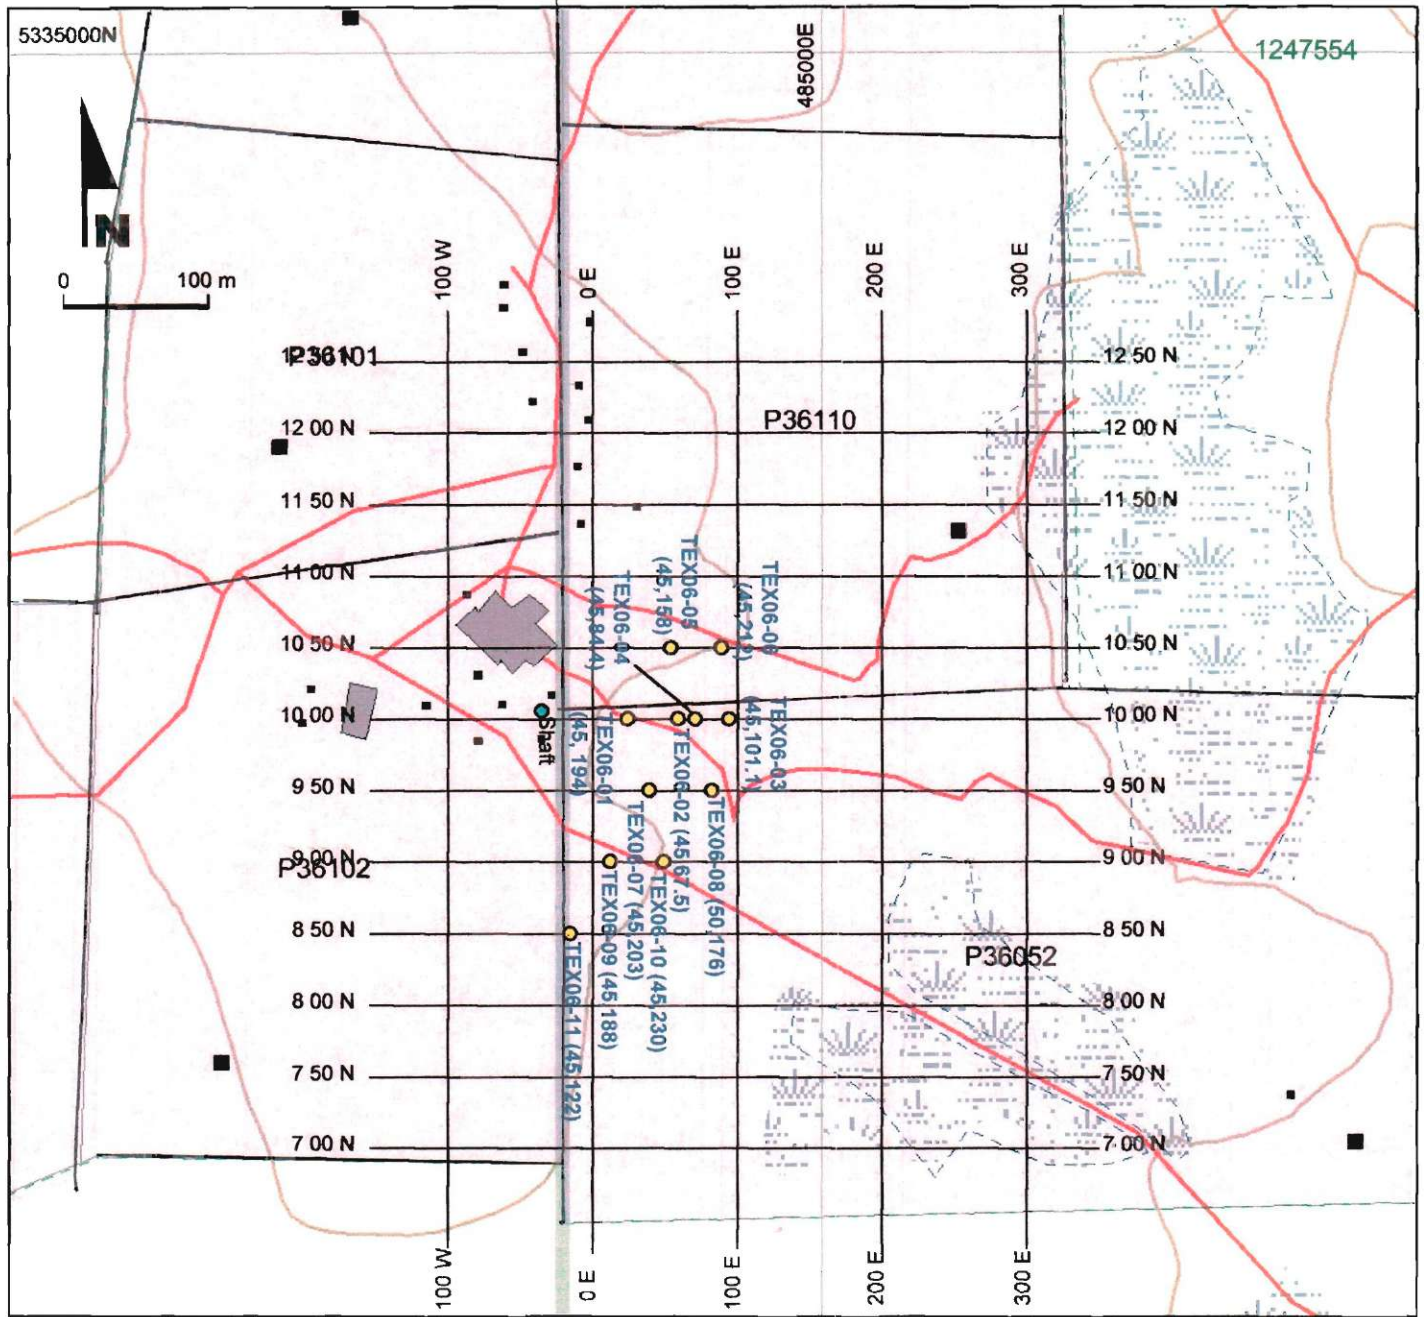 5335000N
485000E
1247554
N
0 100 m
100 W
0 E
100 E
200 E
300 E
P36101
12 50 N
P36110
12 00 N
12 00 N
11 50 N
11 50 N
11 00 N
11 00 N
10 50 N
10 50 N
10 00 N
10 00 N
9 50 N
9 50 N
9 00 N
9 00 N
P36102
8 50 N
8 50 N
P36052
8 00 N
8 00 N
7 50 N
7 50 N
7 00 N
7 00 N
TEX06-05
(45,158)
TEX06-06
(45,212)
TEX06-04
(45,84.4)
TEX06-03
(45,101.1)
Shaft
TEX06-01
(45, 194)
TEX06-02 (45,67.5)
TEX06-07 (45,203)
TEX06-08 (50,176)
TEX06-09 (45,188)
TEX06-10 (45,230)
TEX06-11 (45,122)
100 W
0 E
100 E
200 E
300 E